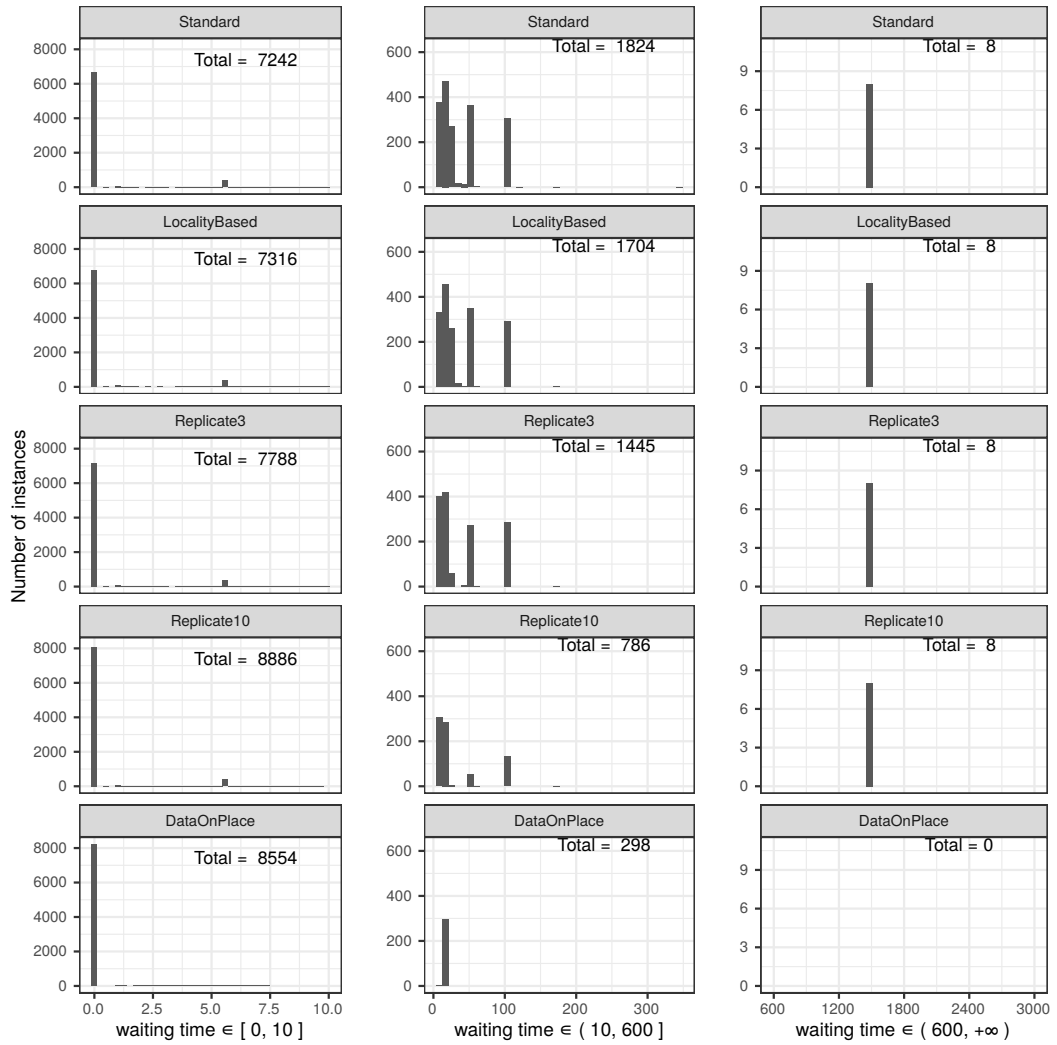 Standard
Standard
Standard
8000
6000
4000
2000
0
Total = 7242
600
400
200
0
Total = 1824
9
6
3
0
Total = 8
LocalityBased
LocalityBased
LocalityBased
8000
6000
4000
2000
0
Total = 7316
600
400
200
0
Total = 1704
9
6
3
0
Total = 8
Number of instances
Replicate3
Replicate3
Replicate3
8000
6000
4000
2000
0
Total = 7788
600
400
200
0
Total = 1445
9
6
3
0
Total = 8
Replicate10
Replicate10
Replicate10
8000
6000
4000
2000
0
Total = 8886
600
400
200
0
Total = 786
9
6
3
0
Total = 8
DataOnPlace
DataOnPlace
DataOnPlace
8000
6000
4000
2000
0
Total = 8554
600
400
200
0
Total = 298
9
6
3
0
Total = 0
0.0 2.5 5.0 7.5 10.0
0 100 200 300
600 1200 1800 2400 3000
waiting time ∈ [ 0, 10 ]
waiting time ∈ ( 10, 600 ]
waiting time ∈ ( 600, +∞ )